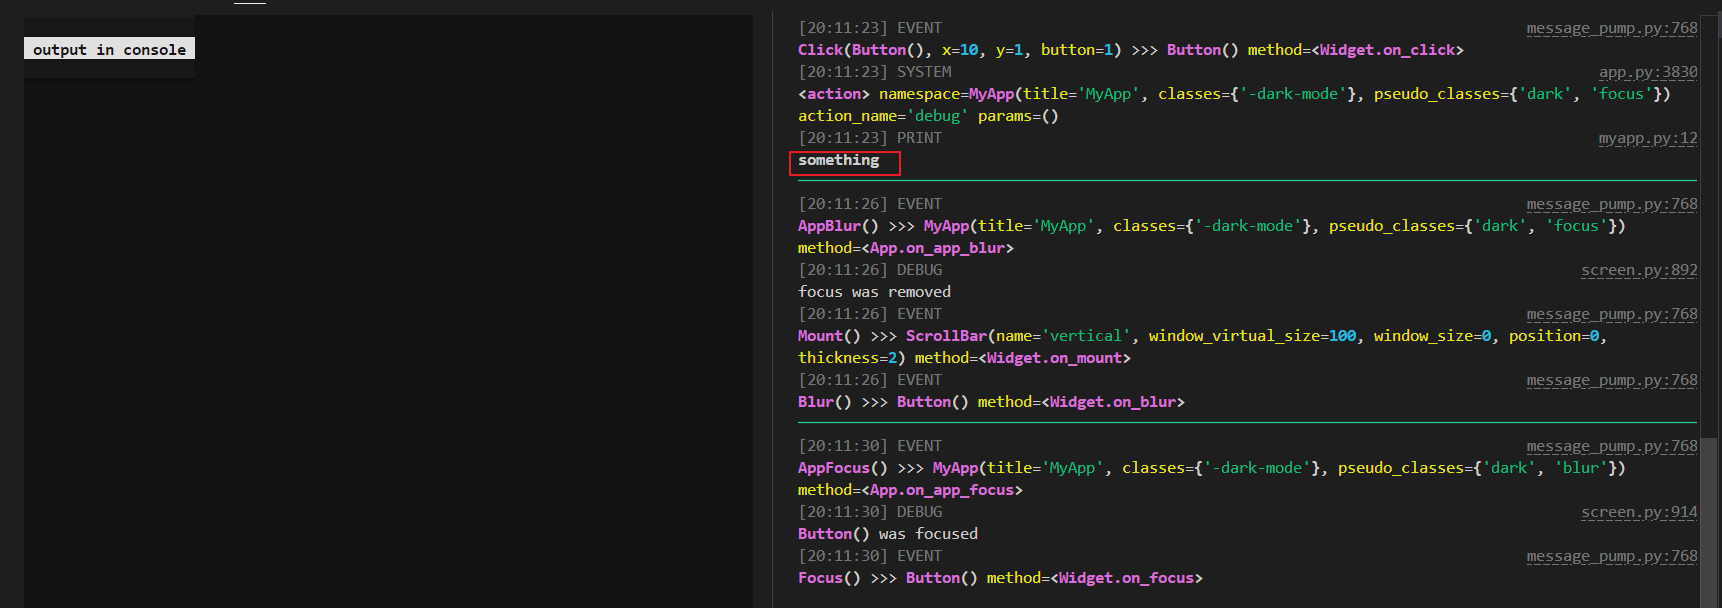 output in console
[20:11:23] EVENT message_pump.py:768
Click(Button(), x=10, y=1, button=1) >>> Button() method=<Widget.on_click>
[20:11:23] SYSTEM app.py:3830
<action> namespace=MyApp(title='MyApp', classes={'-dark-mode'}, pseudo_classes={'dark', 'focus'})
action_name='debug' params=()
[20:11:23] PRINT myapp.py:12
something
[20:11:26] EVENT message_pump.py:768
AppBlur() >>> MyApp(title='MyApp', classes={'-dark-mode'}, pseudo_classes={'dark', 'focus'})
method=<App.on_app_blur>
[20:11:26] DEBUG screen.py:892
focus was removed
[20:11:26] EVENT message_pump.py:768
Mount() >>> ScrollBar(name='vertical', window_virtual_size=100, window_size=0, position=0,
thickness=2) method=<Widget.on_mount>
[20:11:26] EVENT message_pump.py:768
Blur() >>> Button() method=<Widget.on_blur>
[20:11:30] EVENT message_pump.py:768
AppFocus() >>> MyApp(title='MyApp', classes={'-dark-mode'}, pseudo_classes={'dark', 'blur'})
method=<App.on_app_focus>
[20:11:30] DEBUG screen.py:914
Button() was focused
[20:11:30] EVENT message_pump.py:768
Focus() >>> Button() method=<Widget.on_focus>